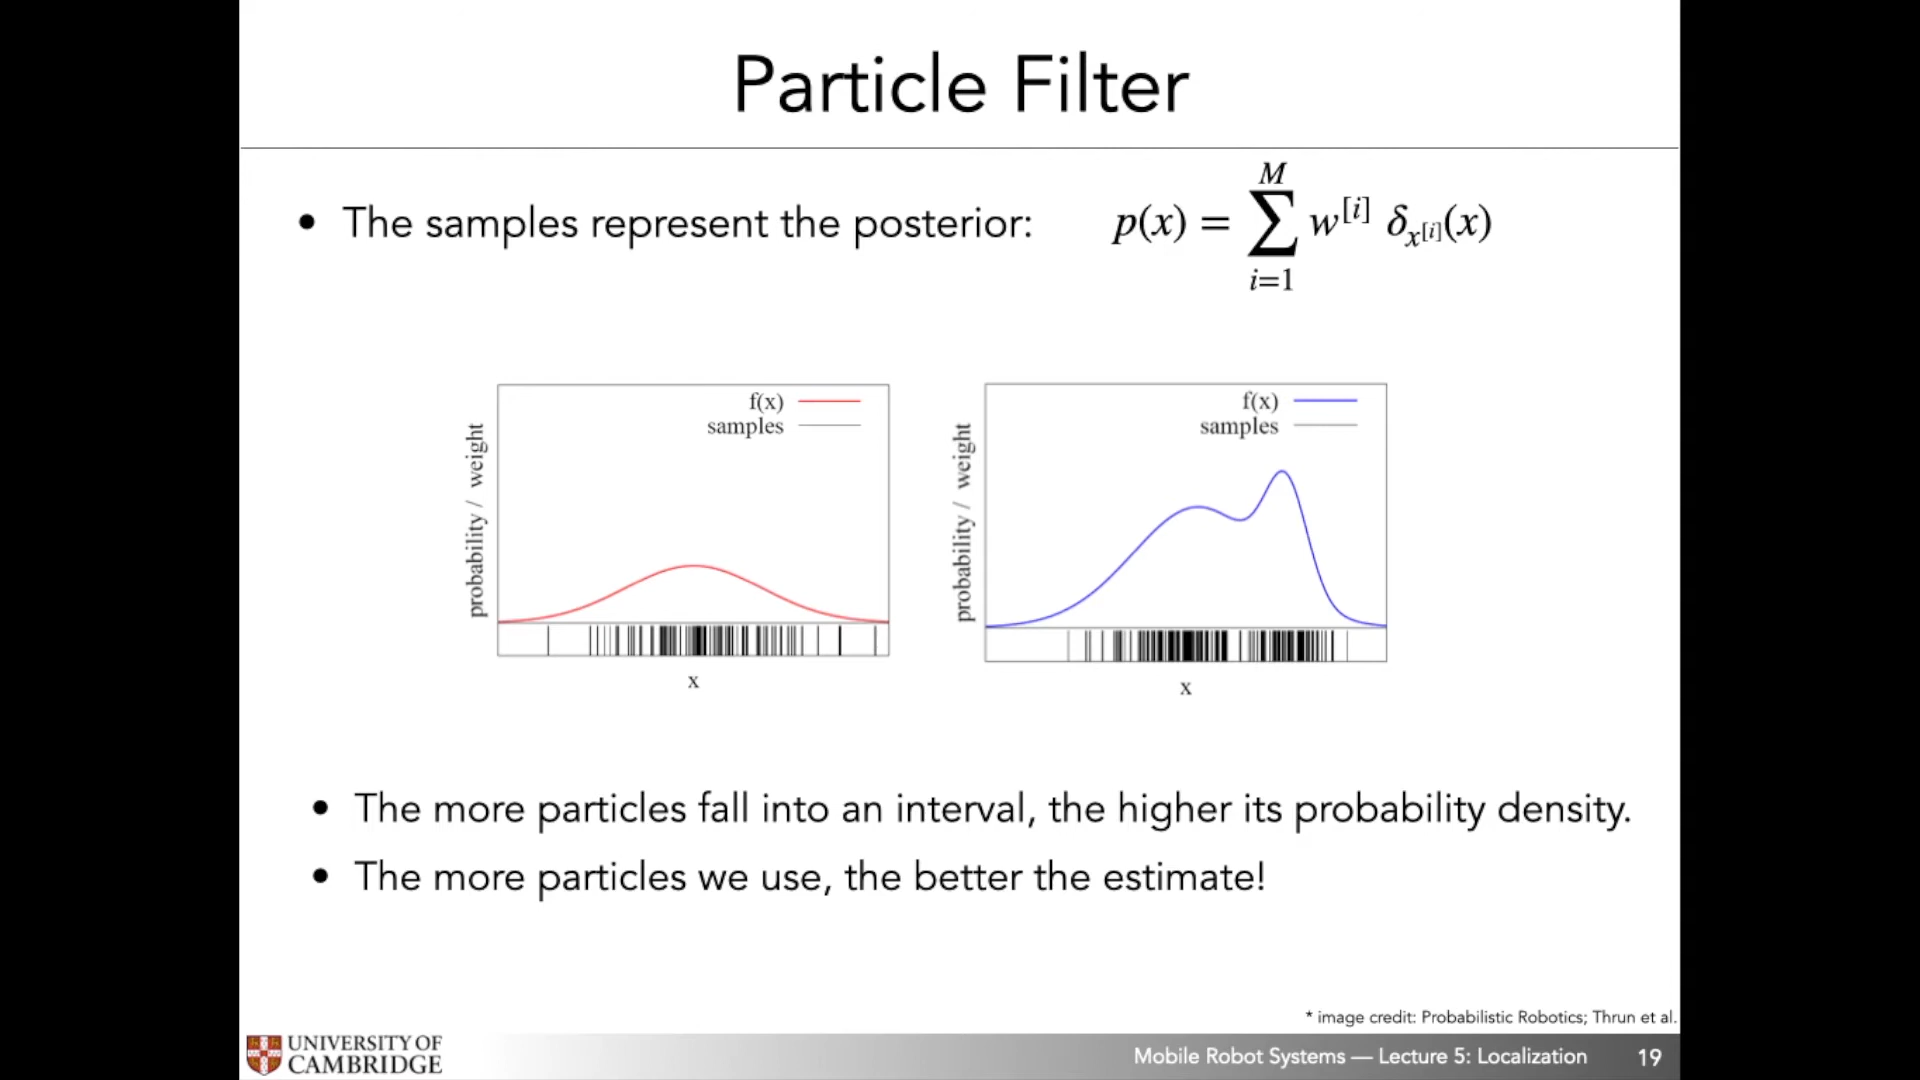 Particle Filter
• The samples represent the posterior: p(x) = \sum_{i=1}^{M} w^{[i]} \delta_{x^{[i]}}(x)
f(x)
samples
probability / weight
x
f(x)
samples
probability / weight
x
• The more particles fall into an interval, the higher its probability density.
• The more particles we use, the better the estimate!
* image credit: Probabilistic Robotics; Thrun et al.
UNIVERSITY OF
CAMBRIDGE
Mobile Robot Systems — Lecture 5: Localization 19